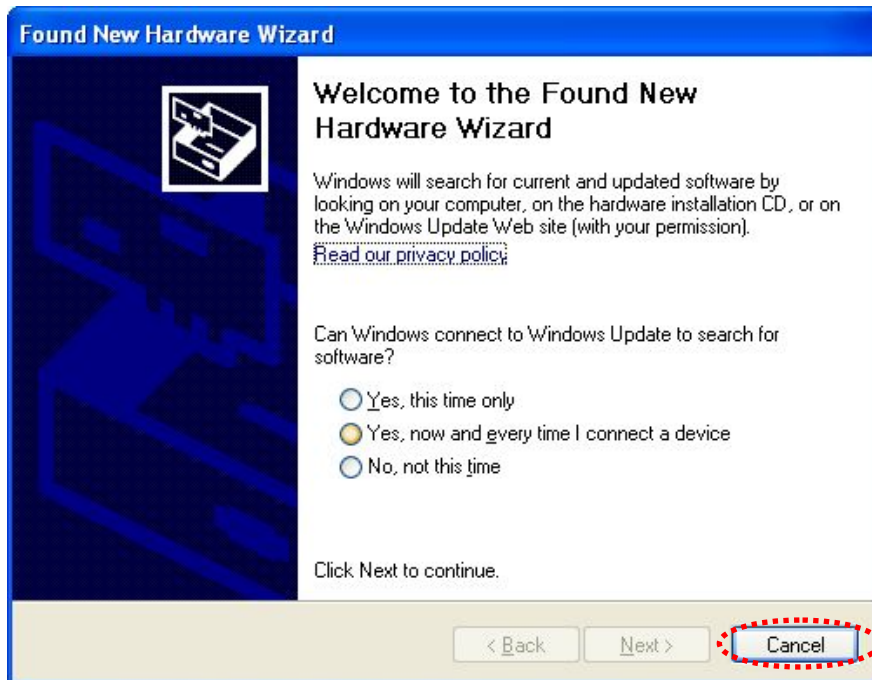 Found New Hardware Wizard
Welcome to the Found New
Hardware Wizard
Windows will search for current and updated software by
looking on your computer, on the hardware installation CD, or on
the Windows Update Web site (with your permission).
Read our privacy policy
Can Windows connect to Windows Update to search for
software?
Yes, this time only
Yes, now and every time I connect a device
No, not this time
Click Next to continue.
< Back Next > Cancel